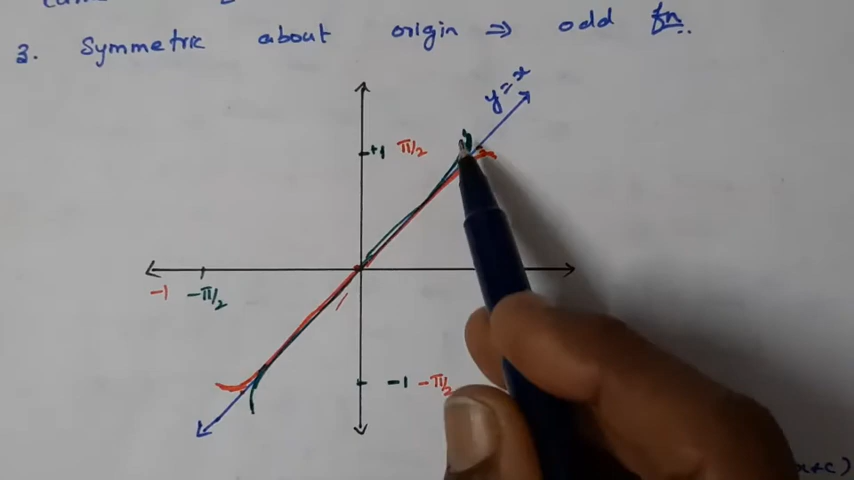 3. Symmetric about origin ⇒ odd fn
y=x
+1 π/2
-1 -π/2
-1 -π/2